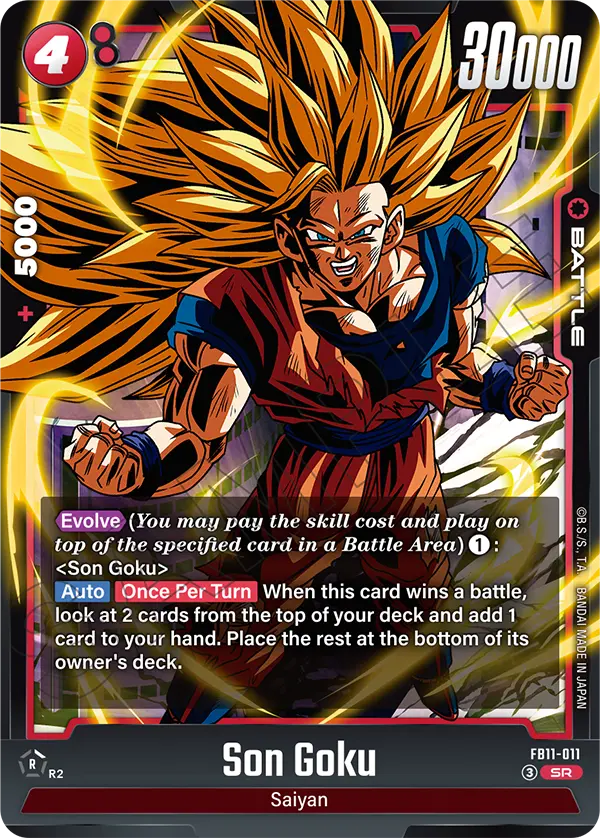 4
30000
+ 5000
BATTLE
Evolve (You may pay the skill cost and play on
top of the specified card in a Battle Area) 1 :
<Son Goku>
Auto Once Per Turn When this card wins a battle,
look at 2 cards from the top of your deck and add 1
card to your hand. Place the rest at the bottom of its
owner's deck.
©B.S./S., T.A. BANDAI MADE IN JAPAN
Son Goku
FB11-011
R R2
3 SR
Saiyan